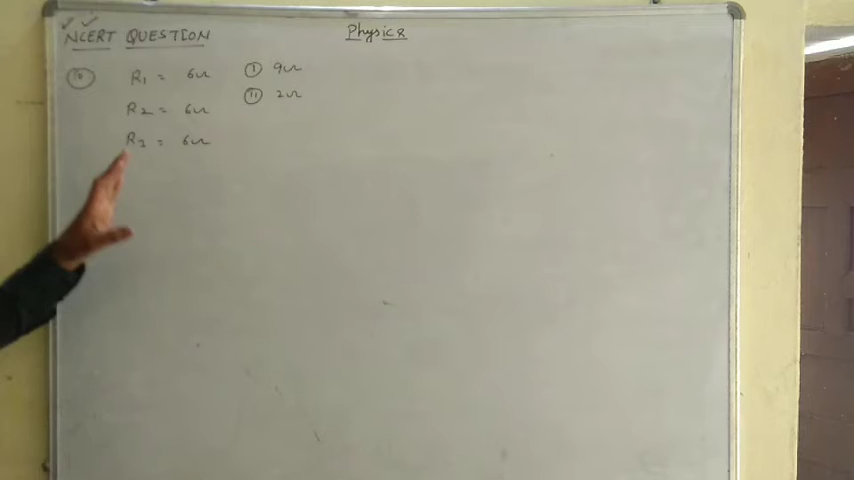 NCERT QUESTION
Physics
R1 = 6Ω
R2 = 6Ω
R3 = 6Ω
(i) 9Ω
(ii) 2Ω